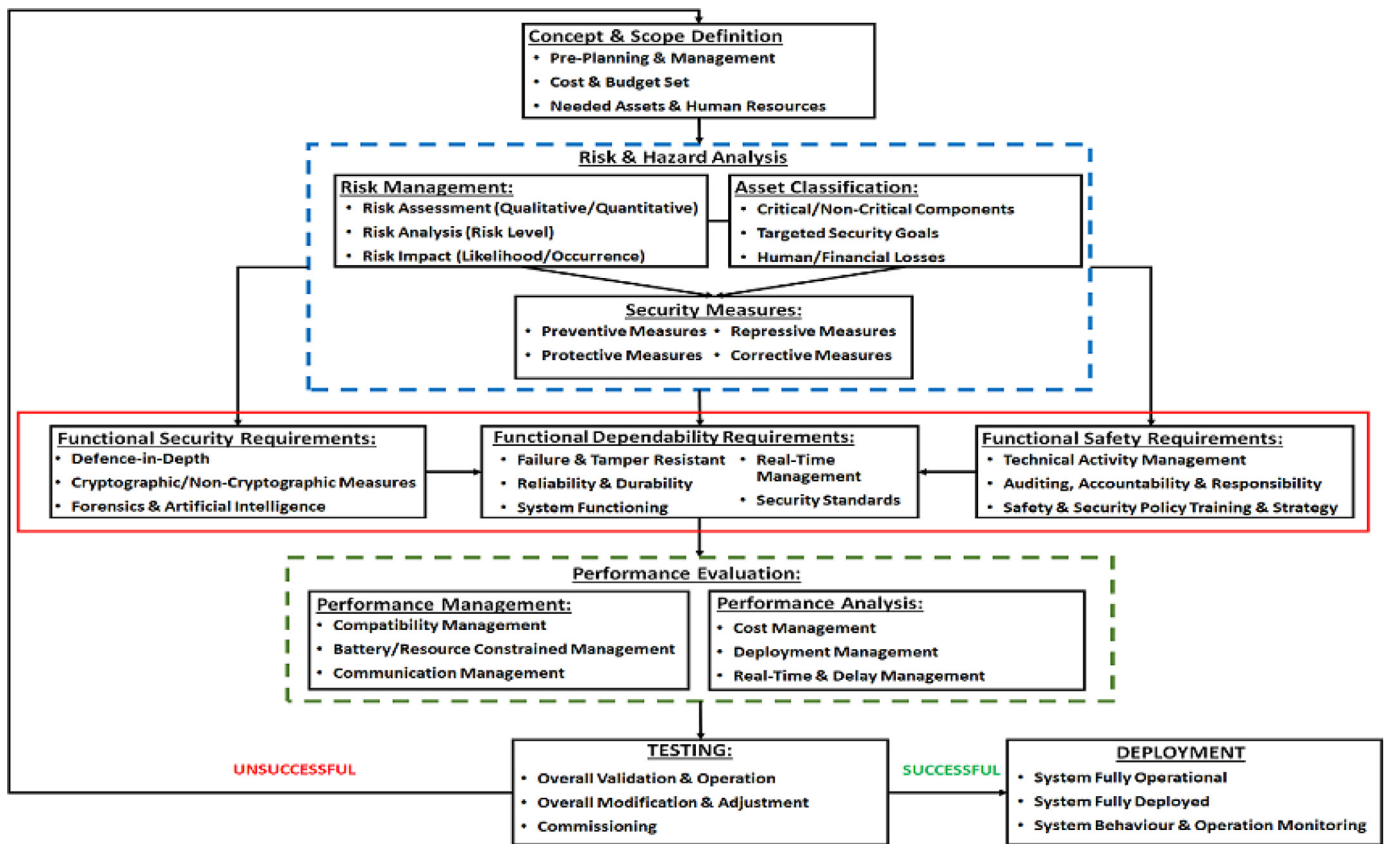 Concept & Scope Definition
• Pre-Planning & Management
• Cost & Budget Set
• Needed Assets & Human Resources
Risk & Hazard Analysis
Risk Management:
• Risk Assessment (Qualitative/Quantitative)
• Risk Analysis (Risk Level)
• Risk Impact (Likelihood/Occurrence)
Asset Classification:
• Critical/Non-Critical Components
• Targeted Security Goals
• Human/Financial Losses
Security Measures:
• Preventive Measures • Repressive Measures
• Protective Measures • Corrective Measures
Functional Security Requirements:
• Defence-in-Depth
• Cryptographic/Non-Cryptographic Measures
• Forensics & Artificial Intelligence
Functional Dependability Requirements:
• Failure & Tamper Resistant
• Reliability & Durability
• System Functioning
• Real-Time
Management
• Security Standards
Functional Safety Requirements:
• Technical Activity Management
• Auditing, Accountability & Responsibility
• Safety & Security Policy Training & Strategy
Performance Evaluation:
Performance Management:
• Compatibility Management
• Battery/Resource Constrained Management
• Communication Management
Performance Analysis:
• Cost Management
• Deployment Management
• Real-Time & Delay Management
UNSUCCESSFUL
TESTING:
• Overall Validation & Operation
• Overall Modification & Adjustment
• Commissioning
SUCCESSFUL
DEPLOYMENT
• System Fully Operational
• System Fully Deployed
• System Behaviour & Operation Monitoring